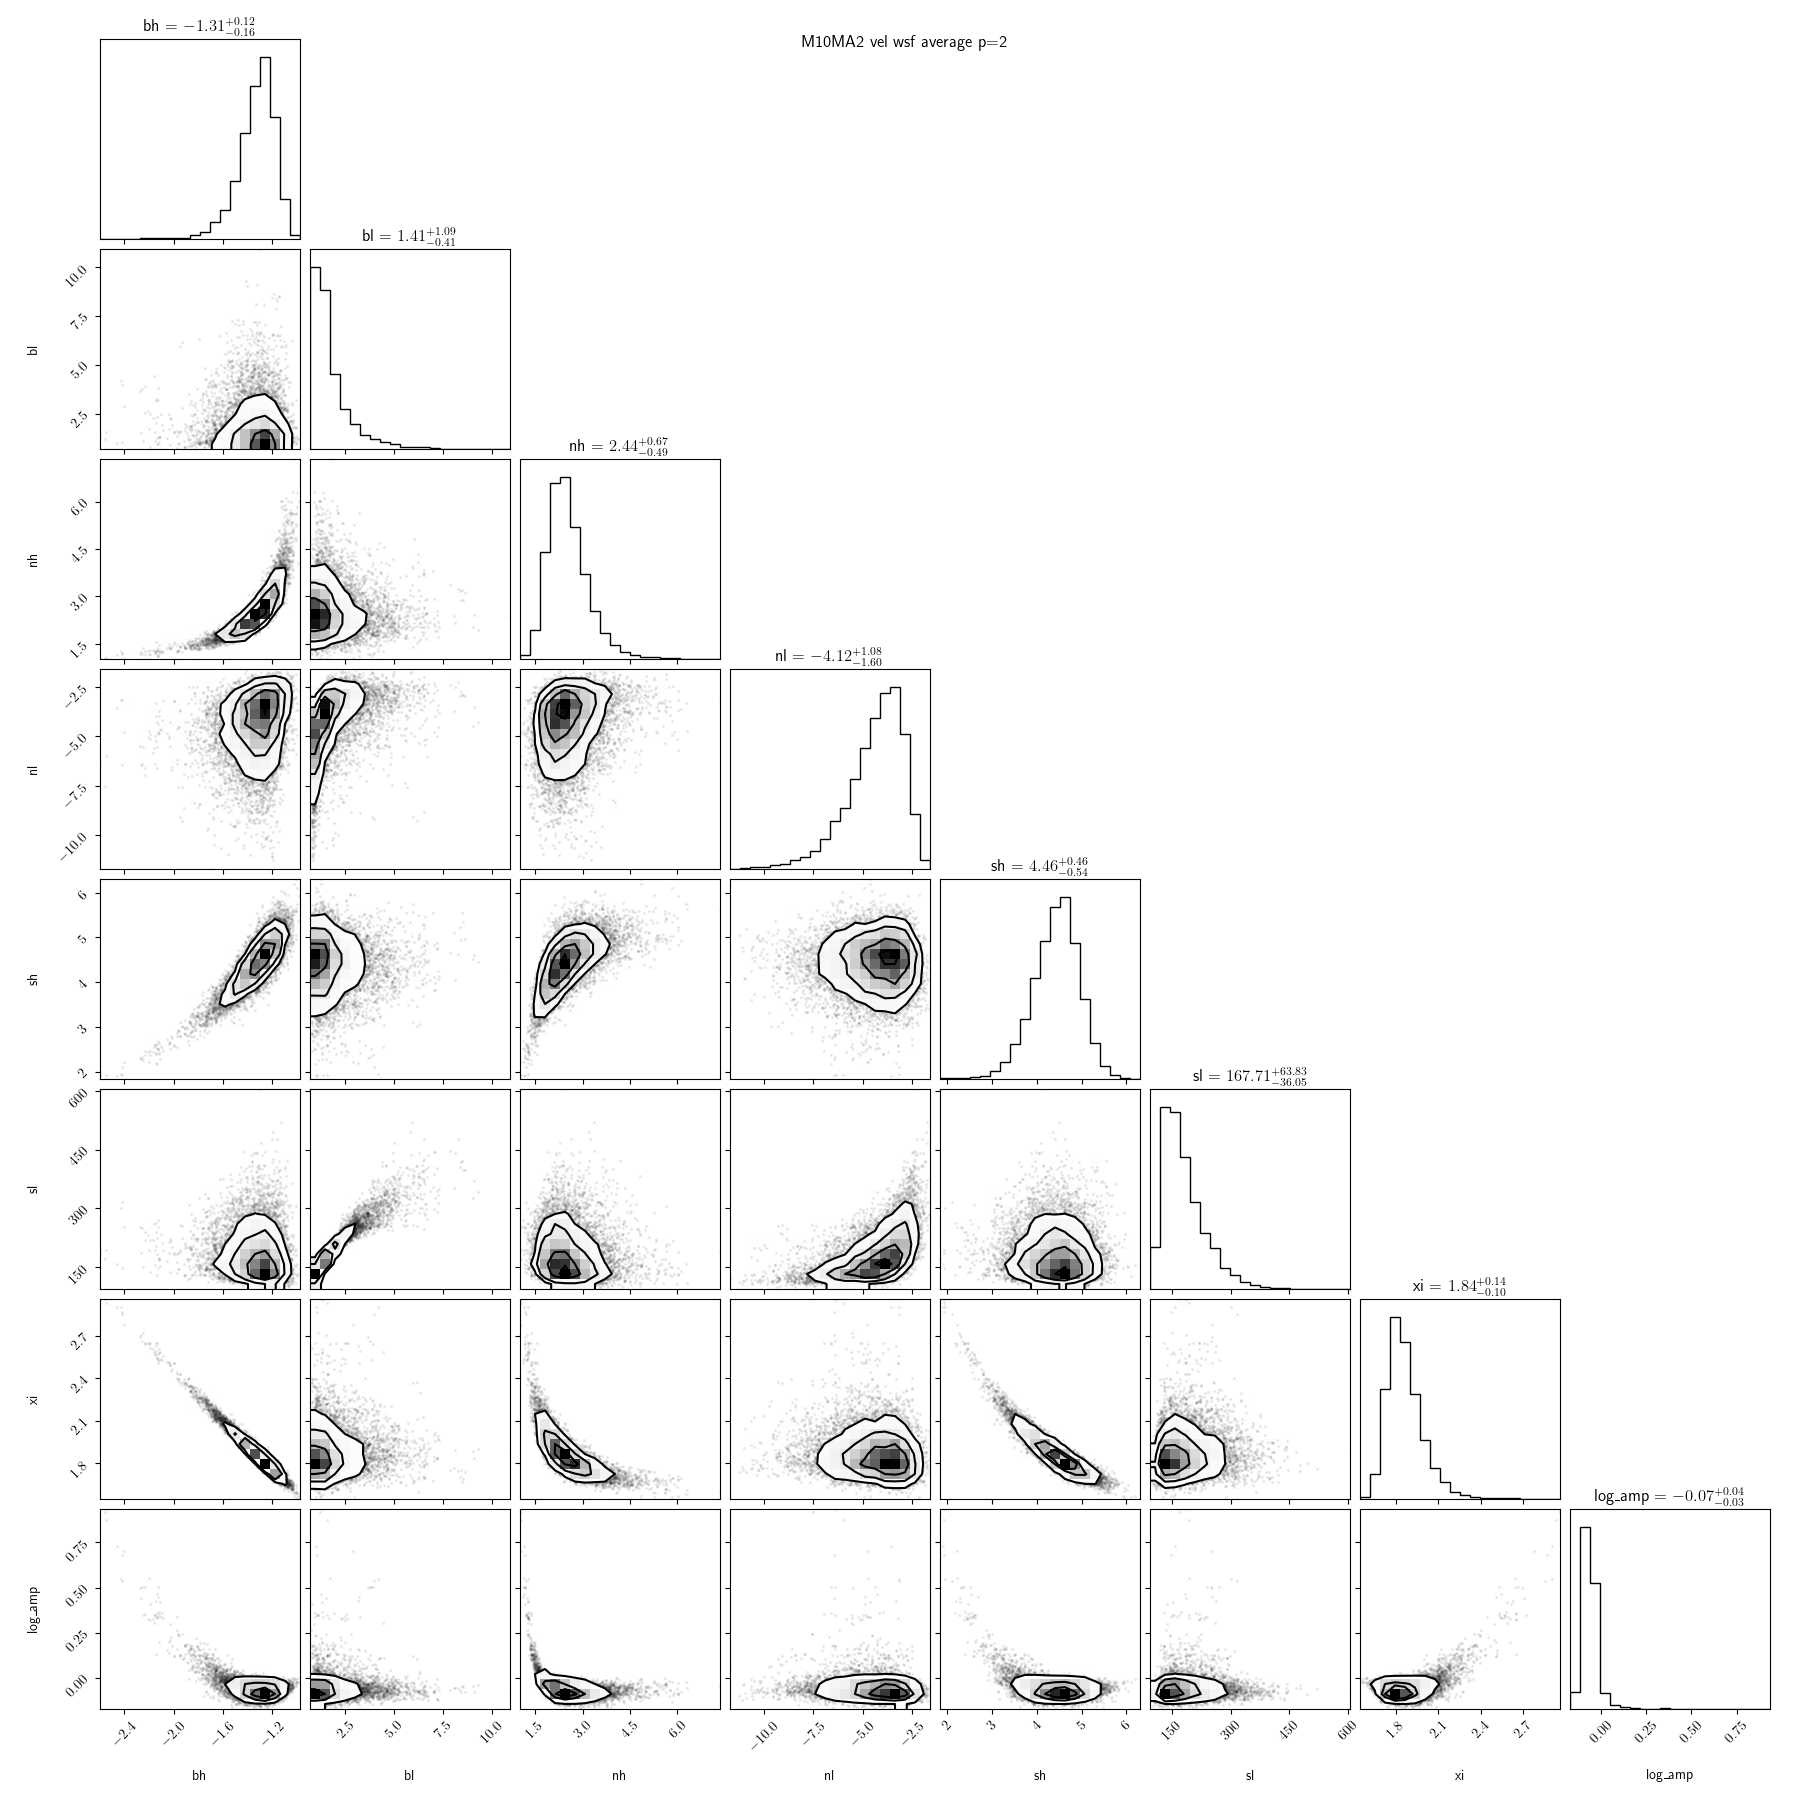 bh = −1.31+0.12−0.16
M10MA2 vel wsf average p=2
bl = 1.41+1.09−0.41
10.0
7.5
5.0
2.5
bl
nh = 2.44+0.67−0.49
6.0
4.5
3.0
1.5
nh
nl = −4.12+1.08−1.60
−2.5
−5.0
−7.5
−10.0
nl
sh = 4.46+0.46−0.54
6
5
4
3
2
sh
sl = 167.71+63.83−36.05
600
450
300
150
sl
xi = 1.84+0.14−0.10
2.7
2.4
2.1
1.8
xi
log_amp = −0.07+0.04−0.03
0.75
0.50
0.25
0.00
log_amp
−2.4 −2.0 −1.6 −1.2 2.5 5.0 7.5 10.0 1.5 3.0 4.5 6.0 −10.0 −7.5 −5.0 −2.5 2 3 4 5 6 150 300 450 600 1.8 2.1 2.4 2.7 0.00 0.25 0.50 0.75
bh bl nh nl sh sl xi log_amp